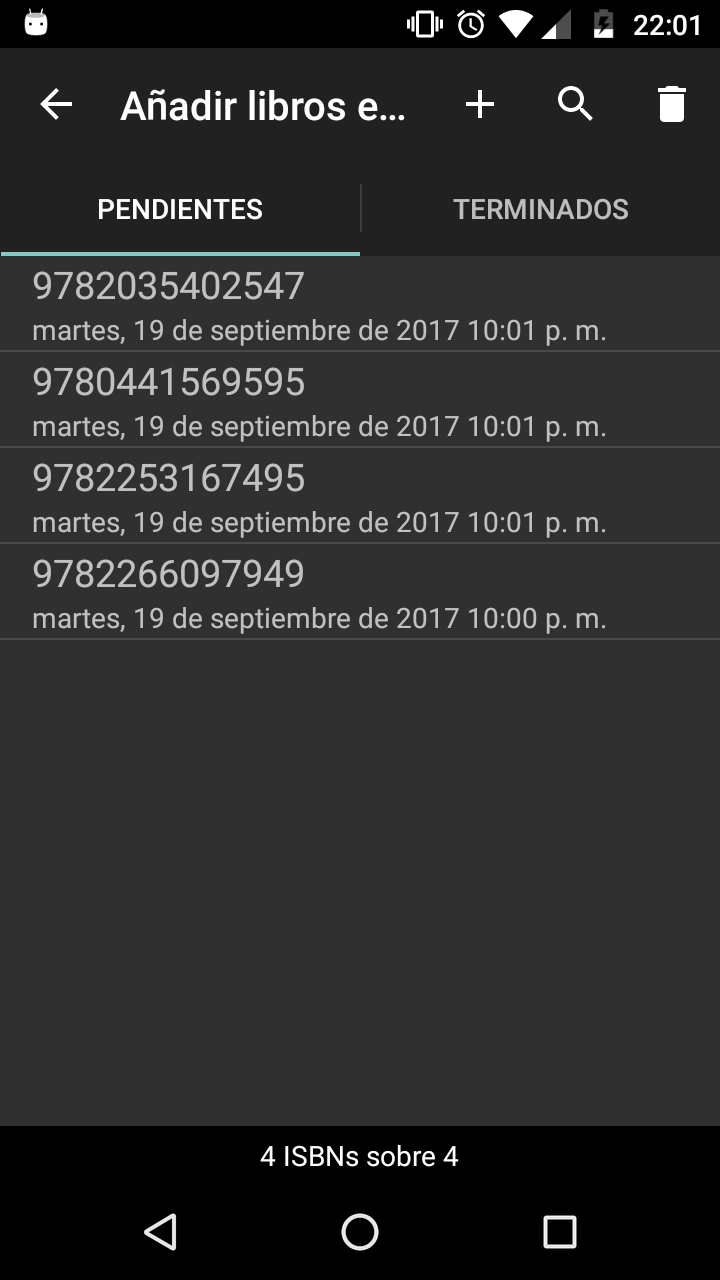 22:01
Añadir libros e...
PENDIENTES
TERMINADOS
9782035402547
martes, 19 de septiembre de 2017 10:01 p. m.
9780441569595
martes, 19 de septiembre de 2017 10:01 p. m.
9782253167495
martes, 19 de septiembre de 2017 10:01 p. m.
9782266097949
martes, 19 de septiembre de 2017 10:00 p. m.
4 ISBNs sobre 4